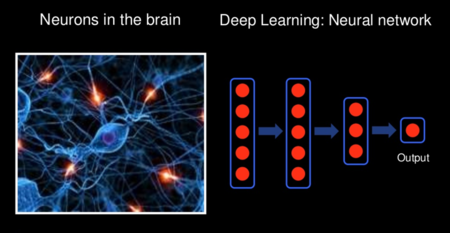 Neurons in the brain
Deep Learning: Neural network
Output